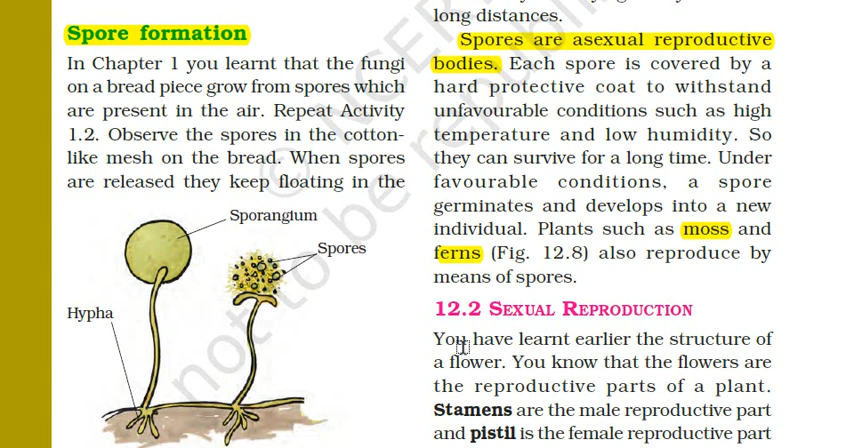 Spore formation
In Chapter 1 you learnt that the fungi
on a bread piece grow from spores which
are present in the air. Repeat Activity
1.2. Observe the spores in the cotton-
like mesh on the bread. When spores
are released they keep floating in the
Sporangium
Spores
Hypha
long distances.
Spores are asexual reproductive
bodies. Each spore is covered by a
hard protective coat to withstand
unfavourable conditions such as high
temperature and low humidity. So
they can survive for a long time. Under
favourable conditions, a spore
germinates and develops into a new
individual. Plants such as moss and
ferns (Fig. 12.8) also reproduce by
means of spores.
12.2 SEXUAL REPRODUCTION
You have learnt earlier the structure of
a flower. You know that the flowers are
the reproductive parts of a plant.
Stamens are the male reproductive part
and pistil is the female reproductive part
© NCER
not to be republi